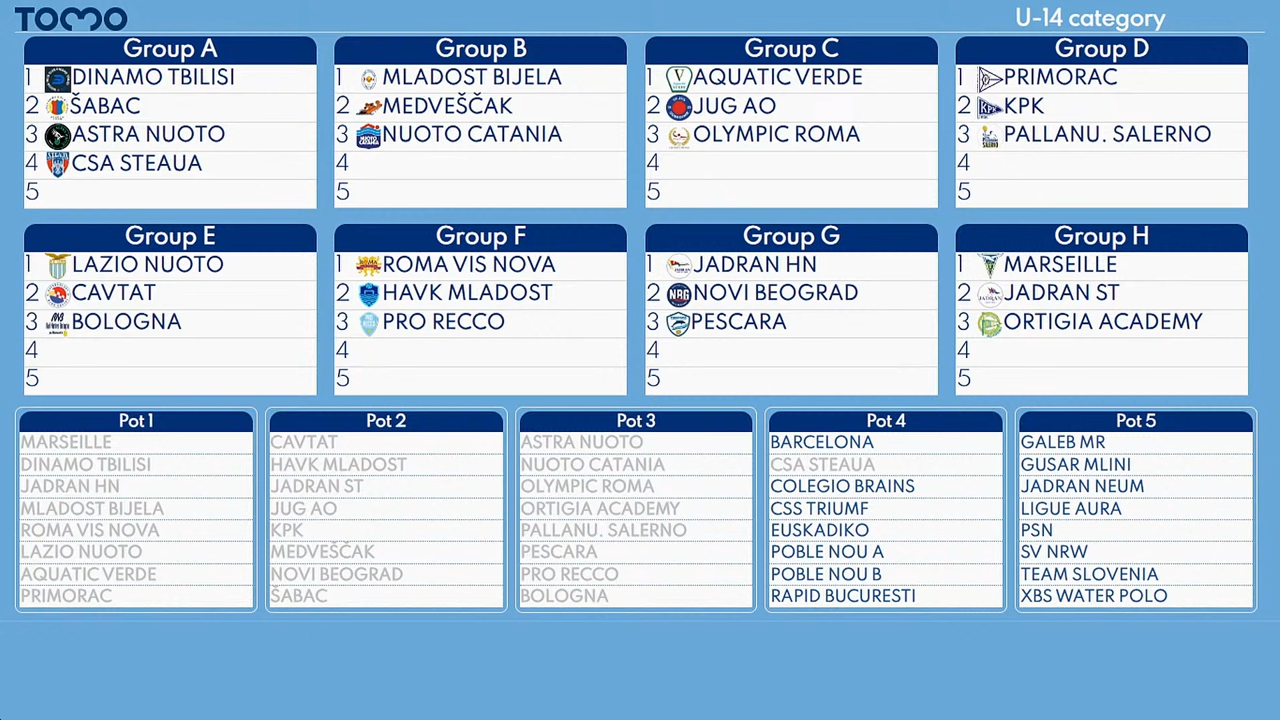 TOMO
U-14 category
Group A
1 DINAMO TBILISI
2 ŠABAC
3 ASTRA NUOTO
4 CSA STEAUA
5
Group B
1 MLADOST BIJELA
2 MEDVEŠČAK
3 NUOTO CATANIA
4
5
Group C
1 AQUATIC VERDE
2 JUG AO
3 OLYMPIC ROMA
4
5
Group D
1 PRIMORAC
2 KPK
3 PALLANU. SALERNO
4
5
Group E
1 LAZIO NUOTO
2 CAVTAT
3 BOLOGNA
4
5
Group F
1 ROMA VIS NOVA
2 HAVK MLADOST
3 PRO RECCO
4
5
Group G
1 JADRAN HN
2 NOVI BEOGRAD
3 PESCARA
4
5
Group H
1 MARSEILLE
2 JADRAN ST
3 ORTIGIA ACADEMY
4
5
Pot 1
MARSEILLE
DINAMO TBILISI
JADRAN HN
MLADOST BIJELA
ROMA VIS NOVA
LAZIO NUOTO
AQUATIC VERDE
PRIMORAC
Pot 2
CAVTAT
HAVK MLADOST
JADRAN ST
JUG AO
KPK
MEDVEŠČAK
NOVI BEOGRAD
ŠABAC
Pot 3
ASTRA NUOTO
NUOTO CATANIA
OLYMPIC ROMA
ORTIGIA ACADEMY
PALLANU. SALERNO
PESCARA
PRO RECCO
BOLOGNA
Pot 4
BARCELONA
CSA STEAUA
COLEGIO BRAINS
CSS TRIUMF
EUSKADIKO
POBLE NOU A
POBLE NOU B
RAPID BUCURESTI
Pot 5
GALEB MR
GUSAR MLINI
JADRAN NEUM
LIGUE AURA
PSN
SV NRW
TEAM SLOVENIA
XBS WATER POLO